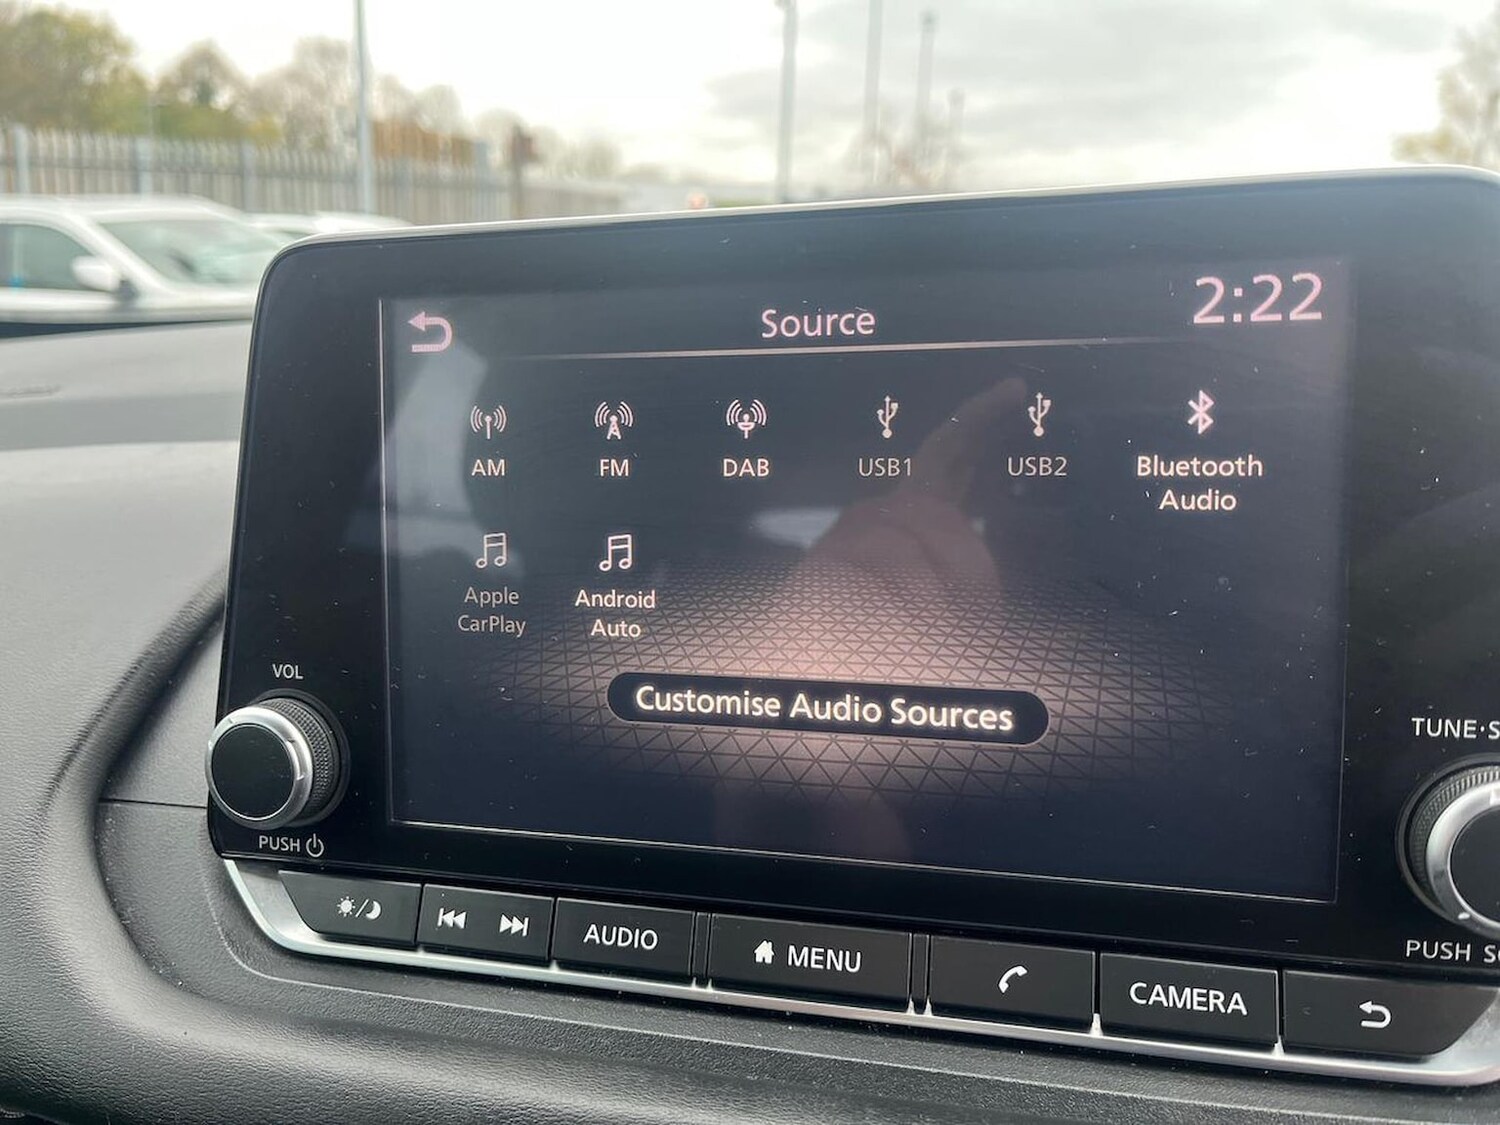 Source
2:22
AM
FM
DAB
USB1
USB2
Bluetooth
Audio
Apple
CarPlay
Android
Auto
Customise Audio Sources
VOL
PUSH
TUNE·S
PUSH
AUDIO
MENU
CAMERA